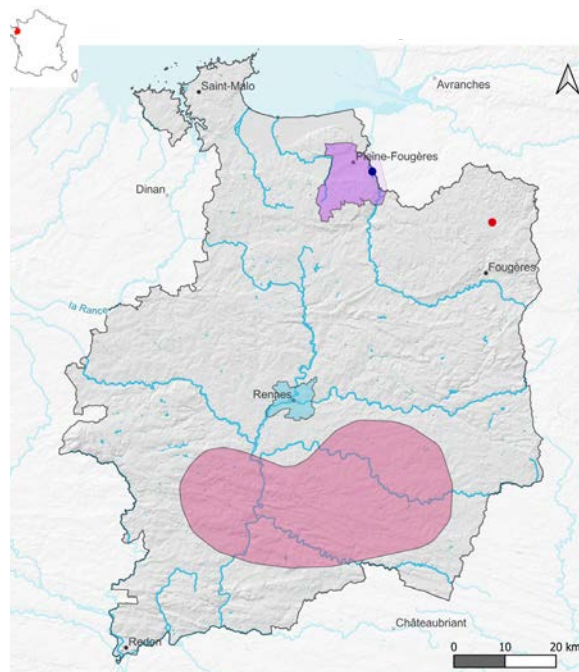 Avranches
Saint-Malo
Pleine-Fougères
Dinan
Fougères
la Rance
Rennes
Châteaubriant
Redon
0 10 20 km